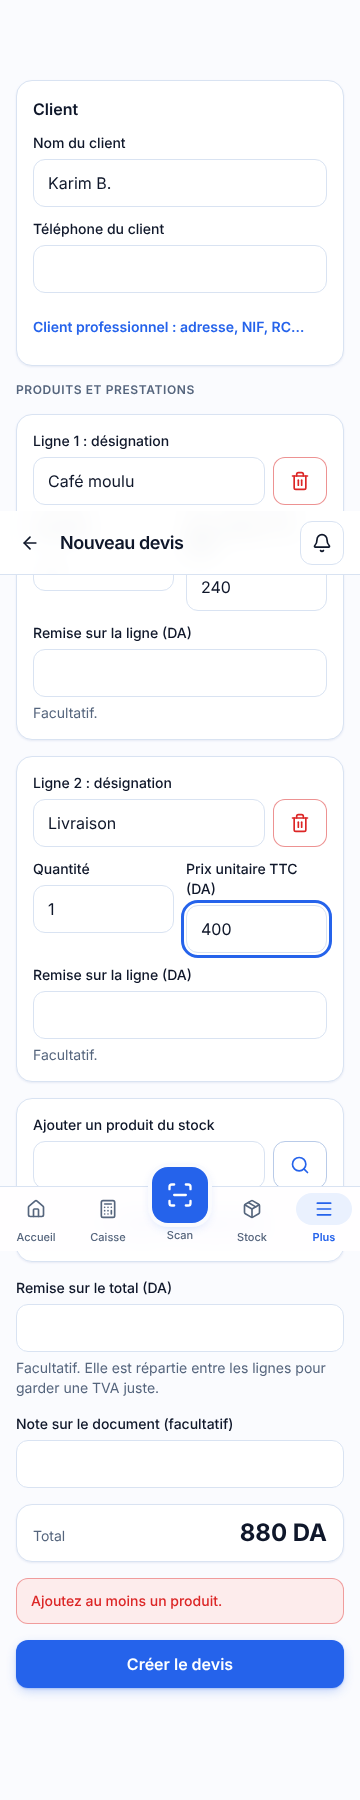 Client
Nom du client
Karim B.
Téléphone du client
Client professionnel : adresse, NIF, RC...
PRODUITS ET PRESTATIONS
Ligne 1 : désignation
Café moulu
Nouveau devis
240
Remise sur la ligne (DA)
Facultatif.
Ligne 2 : désignation
Livraison
Quantité
Prix unitaire TTC
(DA)
1
400
Remise sur la ligne (DA)
Facultatif.
Ajouter un produit du stock
Accueil
Caisse
Scan
Stock
Plus
Remise sur le total (DA)
Facultatif. Elle est répartie entre les lignes pour
garder une TVA juste.
Note sur le document (facultatif)
Total
880 DA
Ajoutez au moins un produit.
Créer le devis